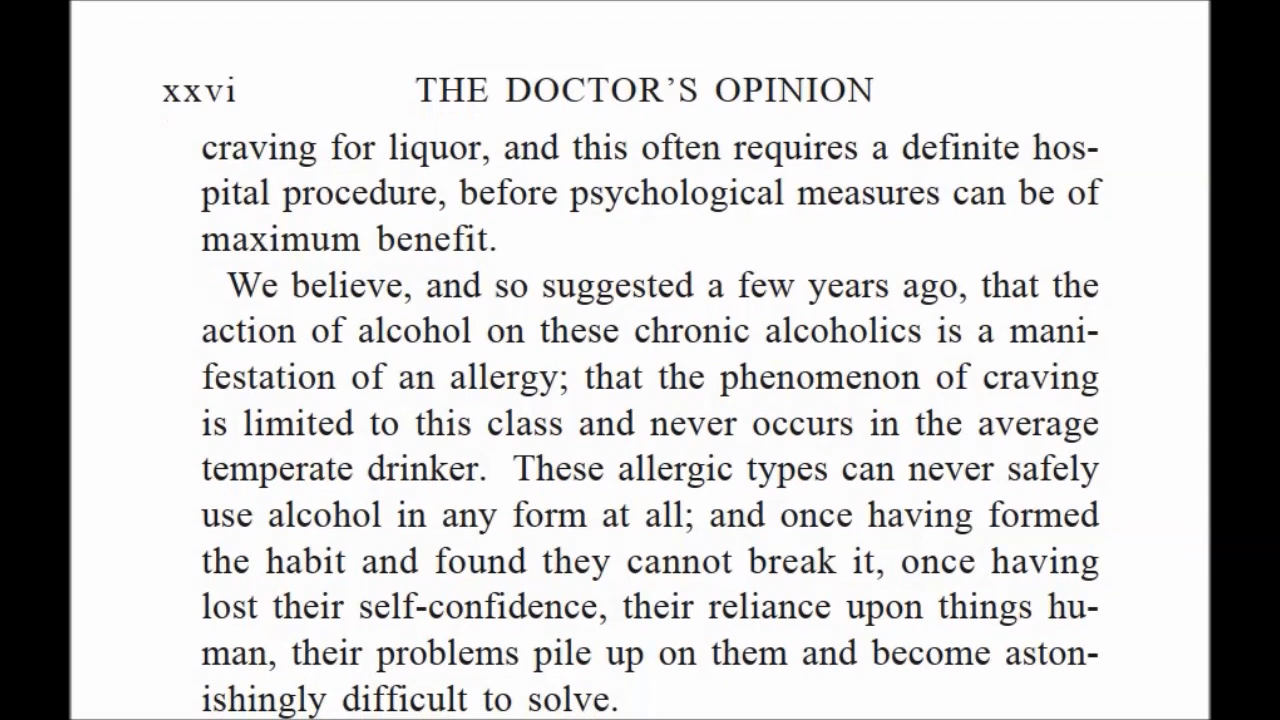 xxvi THE DOCTOR’S OPINION
craving for liquor, and this often requires a definite hos-
pital procedure, before psychological measures can be of
maximum benefit.
We believe, and so suggested a few years ago, that the
action of alcohol on these chronic alcoholics is a mani-
festation of an allergy; that the phenomenon of craving
is limited to this class and never occurs in the average
temperate drinker. These allergic types can never safely
use alcohol in any form at all; and once having formed
the habit and found they cannot break it, once having
lost their self-confidence, their reliance upon things hu-
man, their problems pile up on them and become aston-
ishingly difficult to solve.